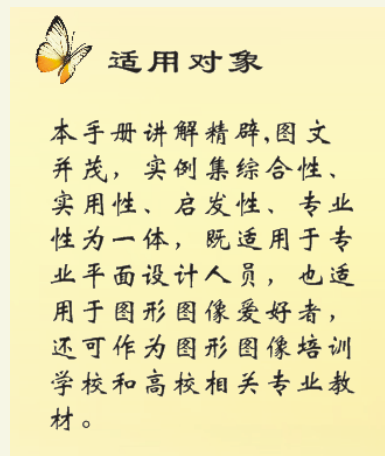 适用对象
本手册讲解精辟,图文
并茂，实例集综合性、
实用性、启发性、专业
性为一体，既适用于专
业平面设计人员，也适
用于图形图像爱好者，
还可作为图形图像培训
学校和高校相关专业教
材。